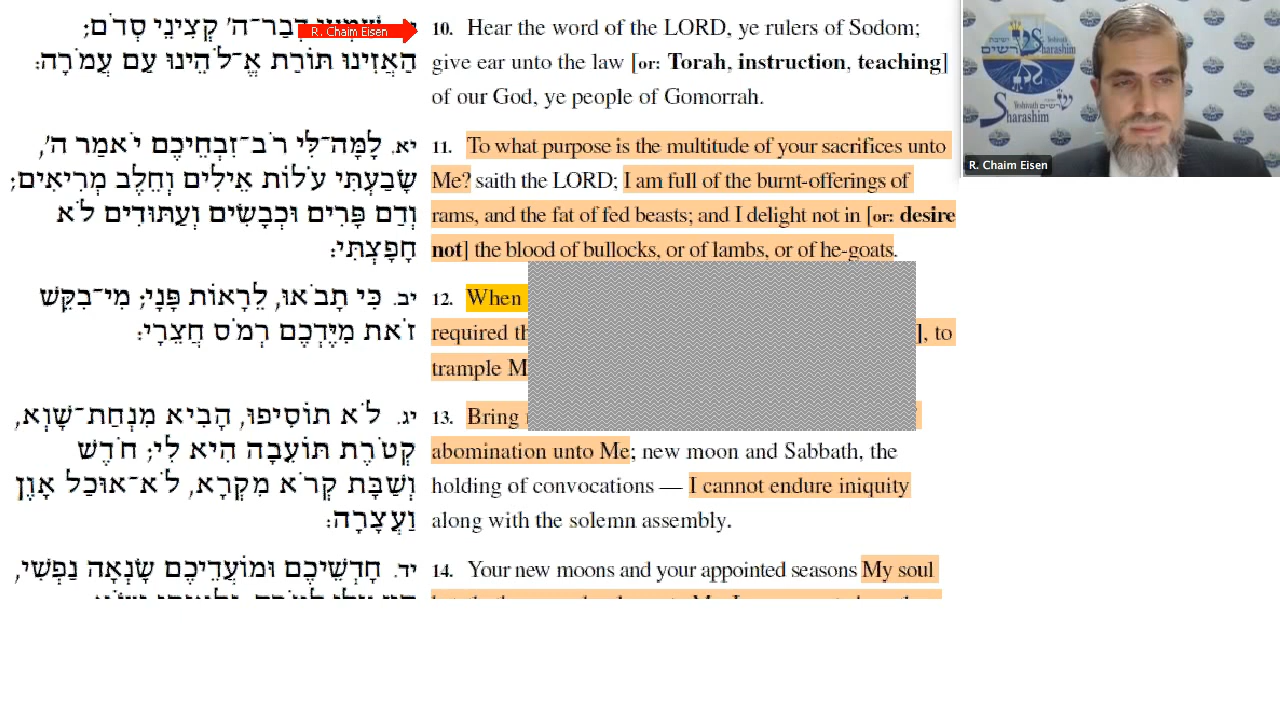 קְצִינֵי סְדֹם;
הַאֲזִינוּ תּוֹרַת אֱ־לֹהֵינוּ עַם עֲמֹרָה:
יא. לָמָּה־לִּי רֹב־זִבְחֵיכֶם יֹאמַר ה',
שָׂבַעְתִּי עֹלוֹת אֵילִים וְחֵלֶב מְרִיאִים;
וְדַם פָּרִים וּכְבָשִׂים וְעַתּוּדִים לֹא
חָפָצְתִּי:
יב. כִּי תָבֹאוּ, לֵרָאוֹת פָּנָי; מִי־בִקֵּשׁ
זֹאת מִיֶּדְכֶם רְמֹס חֲצֵרָי:
יג. לֹא תוֹסִיפוּ, הָבִיא מִנְחַת־שָׁוְא,
קְטֹרֶת תּוֹעֵבָה הִיא לִי; חֹדֶשׁ
וְשַׁבָּת קְרֹא מִקְרָא, לֹא־אוּכַל אָוֶן
וַעֲצָרָה:
יד. חָדְשֵׁיכֶם וּמוֹעֲדֵיכֶם שָׂנְאָה נַפְשִׁי,
R. Chaim Eisen
10. Hear the word of the LORD, ye rulers of Sodom;
give ear unto the law [or: Torah, instruction, teaching]
of our God, ye people of Gomorrah.
11. To what purpose is the multitude of your sacrifices unto
Me? saith the LORD; I am full of the burnt-offerings of
rams, and the fat of fed beasts; and I delight not in [or: desire
not] the blood of bullocks, or of lambs, or of he-goats.
12. When
required ], to
trample
13. Bring
abomination unto Me; new moon and Sabbath, the
holding of convocations — I cannot endure iniquity
along with the solemn assembly.
14. Your new moons and your appointed seasons My soul
Yeshivath
Sharashim
ישיבת
שרשים
Yeshivath
Sharashim
R. Chaim Eisen